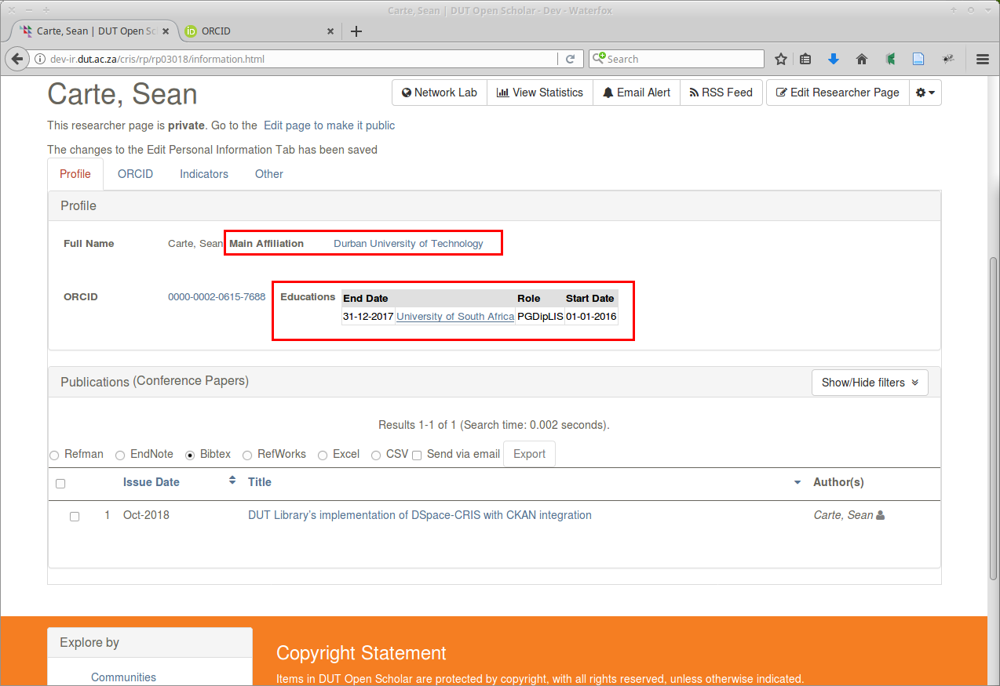 Carte, Sean | DUT Open Scholar - Dev - Waterfox
Carte, Sean | DUT Open Sc
ORCID
dev-ir.dut.ac.za/cris/rp/rp03018/information.html
Search
Carte, Sean
Network Lab View Statistics Email Alert RSS Feed Edit Researcher Page
This researcher page is private. Go to the Edit page to make it public
The changes to the Edit Personal Information Tab has been saved
Profile ORCID Indicators Other
Profile
Full Name Carte, Sean Main Affiliation Durban University of Technology
ORCID 0000-0002-0615-7688 Educations
End Date Role Start Date
31-12-2017 University of South Africa PGDipLIS 01-01-2016
Publications (Conference Papers) Show/Hide filters
Results 1-1 of 1 (Search time: 0.002 seconds).
Refman EndNote Bibtex RefWorks Excel CSV Send via email Export
Issue Date Title Author(s)
1 Oct-2018 DUT Library's implementation of DSpace-CRIS with CKAN integration Carte, Sean
Explore by
Communities
Copyright Statement
Items in DUT Open Scholar are protected by copyright, with all rights reserved, unless otherwise indicated.